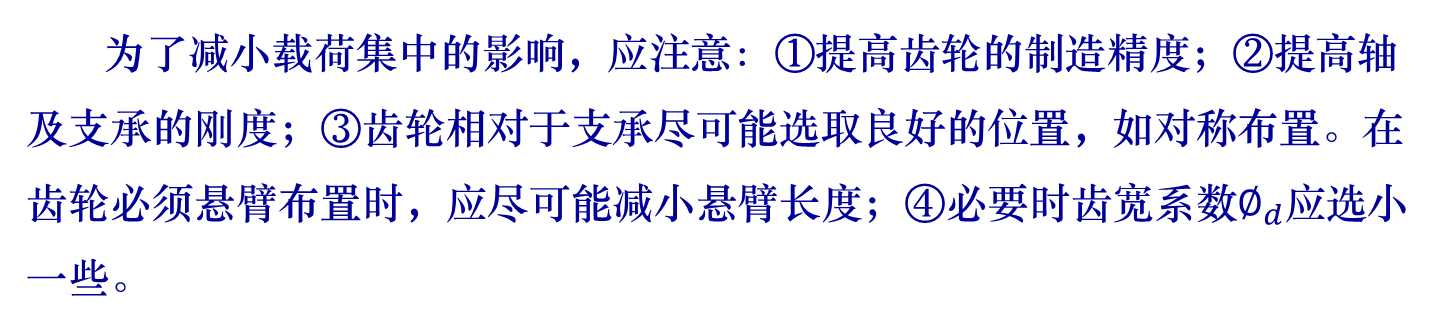 为了减小载荷集中的影响，应注意：①提高齿轮的制造精度；②提高轴
及支承的刚度；③齿轮相对于支承尽可能选取良好的位置，如对称布置。在
齿轮必须悬臂布置时，应尽可能减小悬臂长度；④必要时齿宽系数∅d应选小
一些。